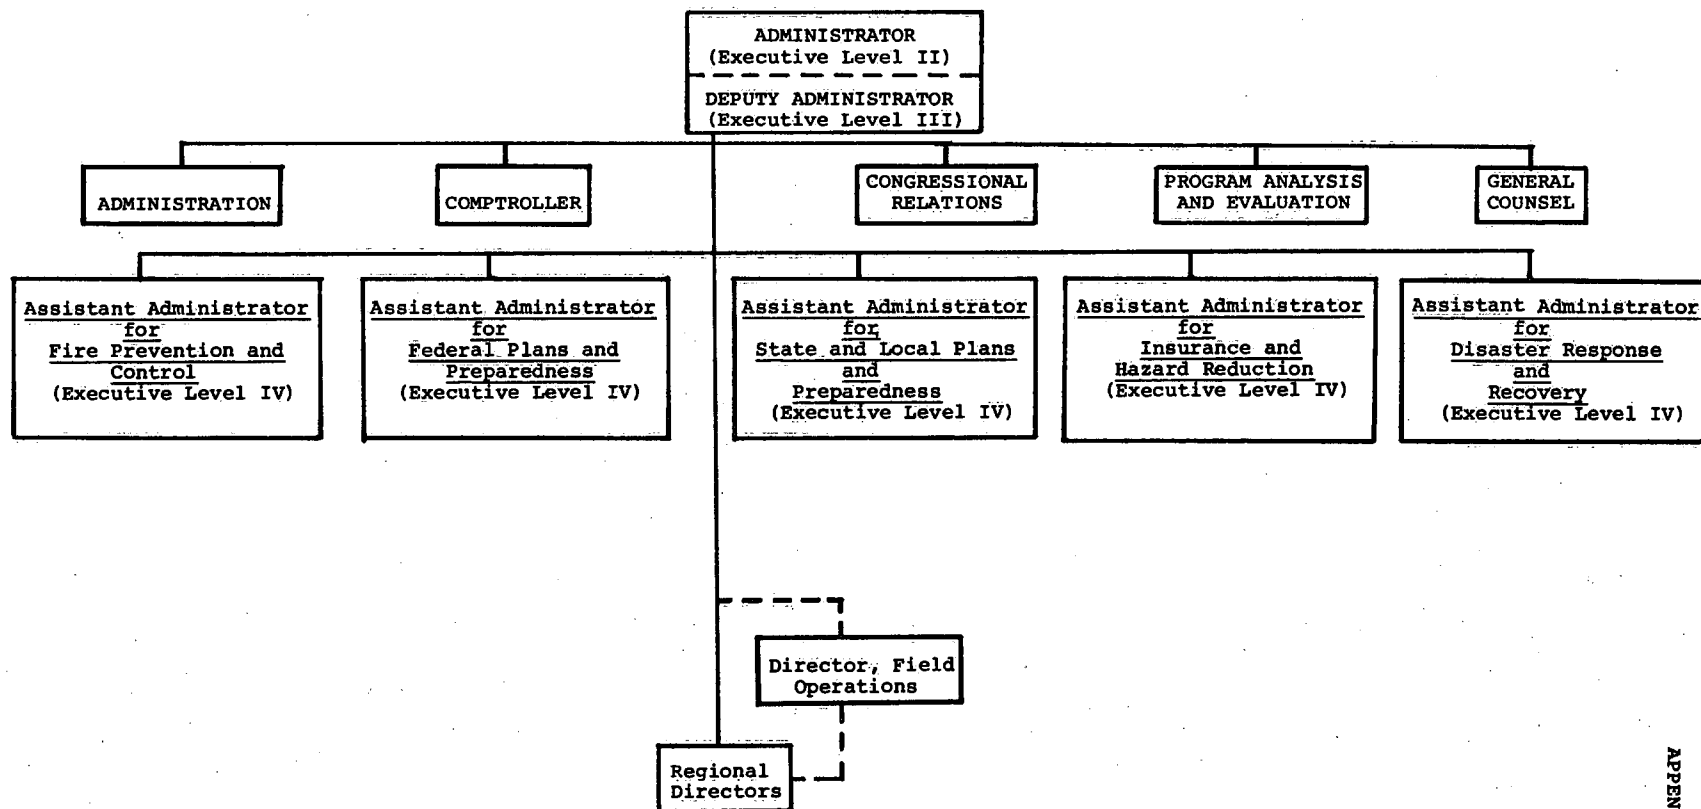 ADMINISTRATOR
(Executive Level II)
DEPUTY ADMINISTRATOR
(Executive Level III)
ADMINISTRATION
COMPTROLLER
CONGRESSIONAL
RELATIONS
PROGRAM ANALYSIS
AND EVALUATION
GENERAL
COUNSEL
Assistant Administrator
for
Fire Prevention and
Control
(Executive Level IV)
Assistant Administrator
for
Federal Plans and
Preparedness
(Executive Level IV)
Assistant Administrator
for
State and Local Plans
and
Preparedness
(Executive Level IV)
Assistant Administrator
for
Insurance and
Hazard Reduction
(Executive Level IV)
Assistant Administrator
for
Disaster Response
and
Recovery
(Executive Level IV)
Director, Field
Operations
Regional
Directors
APPEN